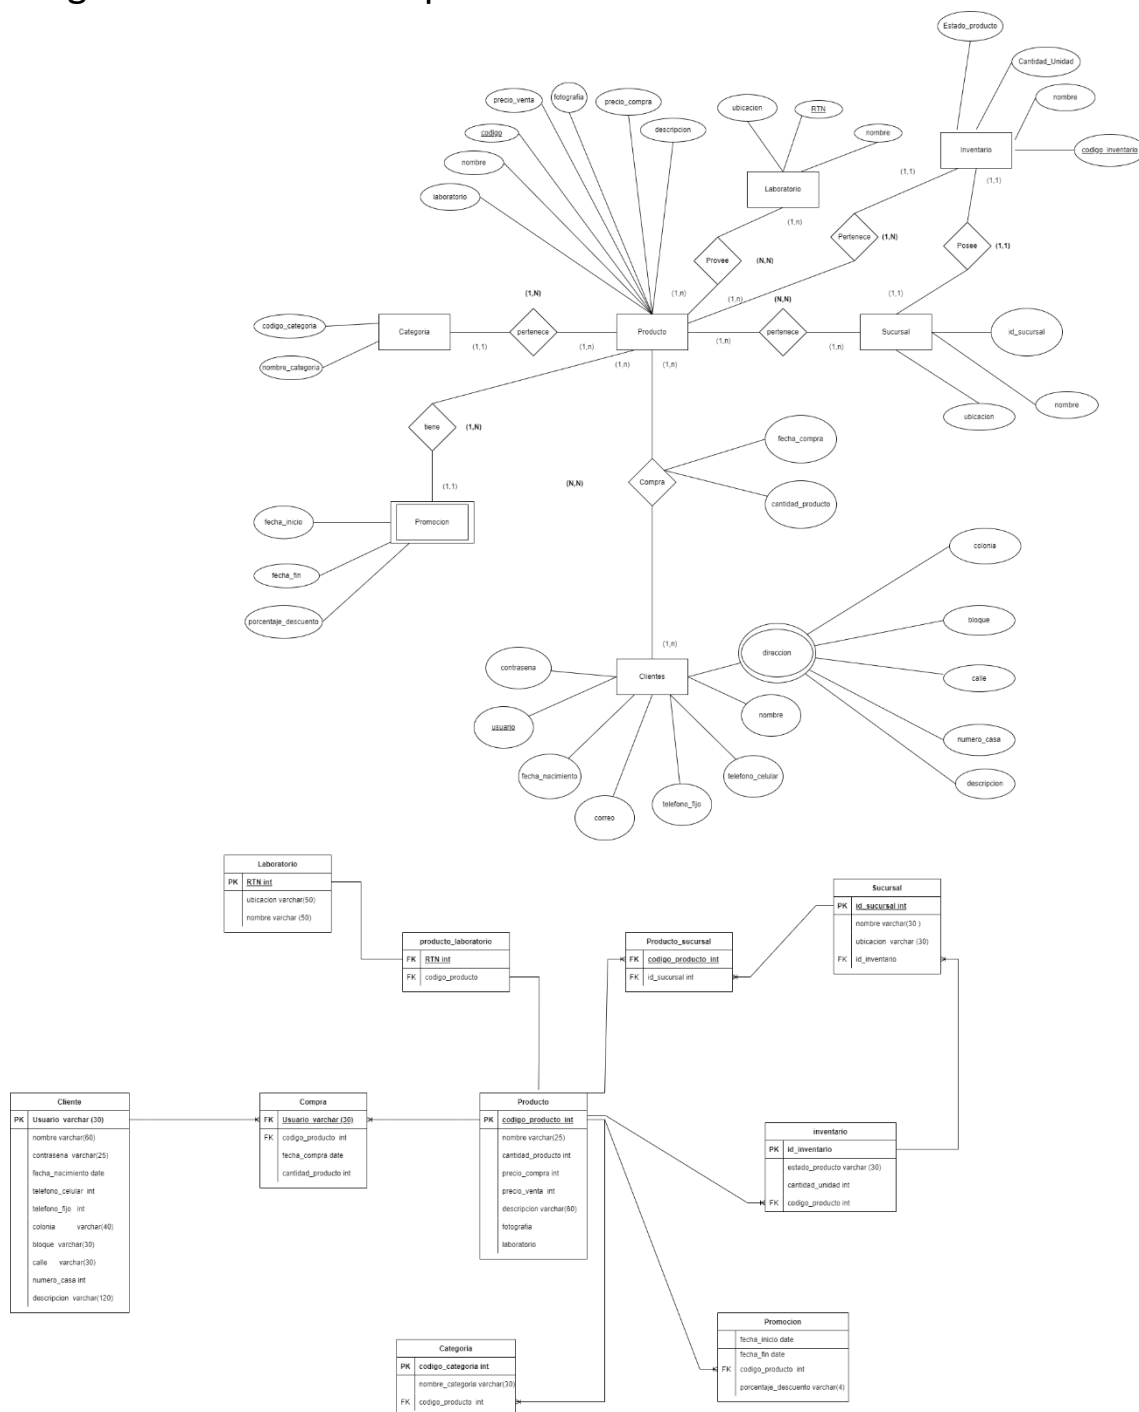 Estado_producto
Cantidad_Unidad
nombre
codigo_inventario
Inventario
(1,1)
(1,1)
fotografia
precio_venta
precio_compra
codigo
descripcion
nombre
laboratorio
ubicacion
RTN
nombre
Laboratorio
(1,n)
Provee
(N,N)
(1,n)
Pertenece
(1,N)
(1,n)
Posee
(1,1)
(1,1)
codigo_categoria
nombre_categoria
Categoria
(1,1)
(1,N)
pertenece
(1,n)
Producto
(1,n)
(1,n)
(1,n)
(N,N)
pertenece
(1,n)
Sucursal
id_sucursal
nombre
ubicacion
tiene
(1,N)
(1,1)
Promocion
fecha_inicio
fecha_fin
porcentaje_descuento
(N,N)
Compra
fecha_compra
cantidad_producto
(1,n)
Clientes
contrasena
usuario
fecha_nacimiento
correo
telefono_fijo
telefono_celular
nombre
direccion
colonia
bloque
calle
numero_casa
descripcion
Laboratorio
PK RTN int
ubicacion varchar(50)
nombre varchar (50)
producto_laboratorio
FK RTN int
FK codigo_producto
Producto_sucursal
FK codigo_producto int
FK id_sucursal int
Sucursal
PK id_sucursal int
nombre varchar(30 )
ubicacion varchar (30)
FK id_inventario
Cliente
PK Usuario varchar (30)
nombre varchar(60)
contrasena varchar(25)
fecha_nacimiento date
telefono_celular int
telefono_fijo int
colonia varchar(40)
bloque varchar(30)
calle varchar(30)
numero_casa int
descripcion varchar(120)
Compra
FK Usuario varchar (30)
FK codigo_producto int
fecha_compra date
cantidad_producto int
Producto
PK codigo_producto int
nombre varchar(25)
cantidad_producto int
precio_compra int
precio_venta int
descripcion varchar(60)
fotografia
laboratorio
inventario
PK id_inventario
estado_producto varchar (30)
cantidad_unidad int
FK codigo_producto int
Categoria
PK codigo_categoria int
nombre_categoria varchar(30)
FK codigo_producto int
Promocion
fecha_inicio date
fecha_fin date
FK codigo_producto int
porcentaje_descuento varchar(4)